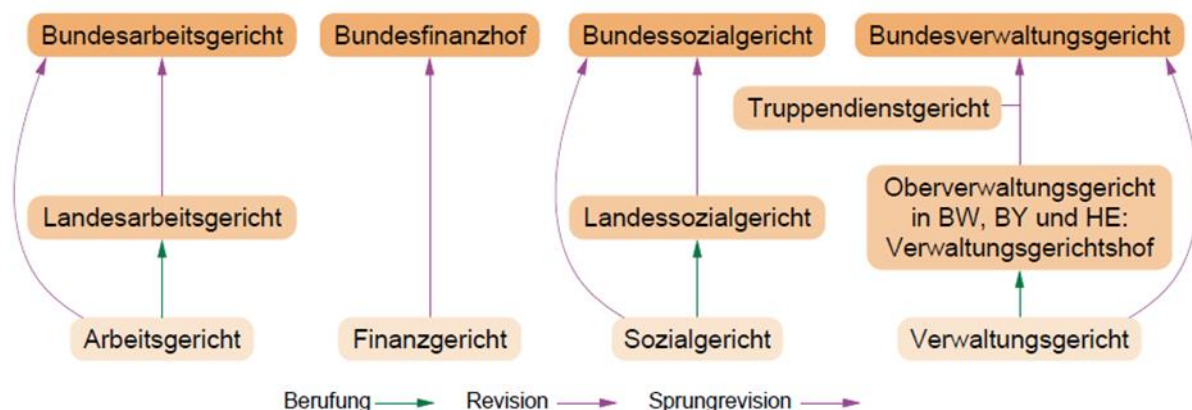 Bundesarbeitsgericht
Bundesfinanzhof
Bundessozialgericht
Bundesverwaltungsgericht
Truppendienstgericht
Landesarbeitsgericht
Landessozialgericht
Oberverwaltungsgericht
in BW, BY und HE:
Verwaltungsgerichtshof
Arbeitsgericht
Finanzgericht
Sozialgericht
Verwaltungsgericht
Berufung
Revision
Sprungrevision